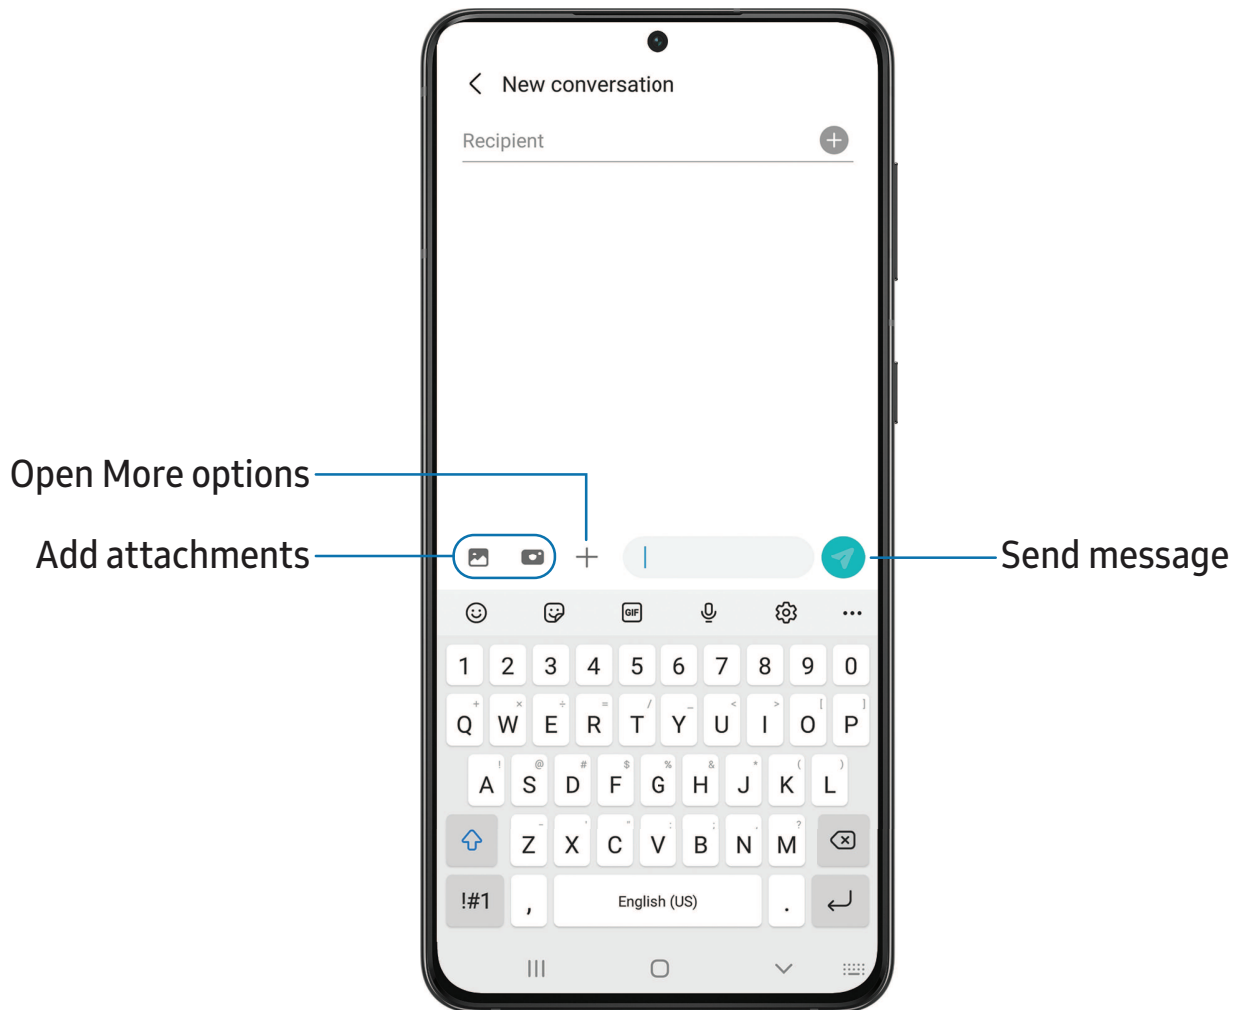 New conversation
Recipient
Open More options
Add attachments
Send message
GIF
1 2 3 4 5 6 7 8 9 0
+ × ÷ = / _ < > [ ]
Q W E R T Y U I O P
! @ # $ % & * ( )
A S D F G H J K L
- ' " : ; , ?
Z X C V B N M
!#1 , English (US) .